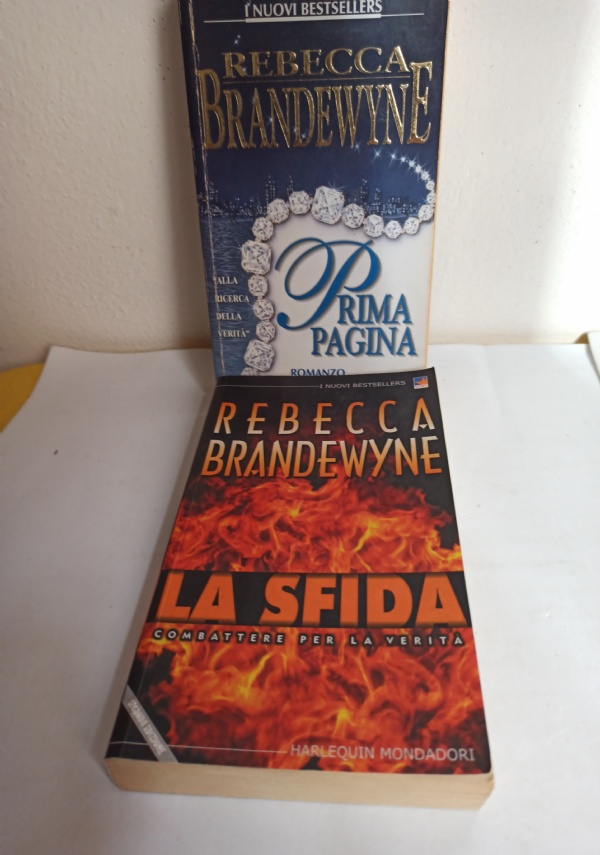 I NUOVI BESTSELLERS
REBECCA
BRANDEWYNE
"ALLA
RICERCA
DELLA
VERITÀ"
PRIMA
PAGINA
ROMANZO
I NUOVI BESTSELLERS
REBECCA
BRANDEWYNE
LA SFIDA
COMBATTERE PER LA VERITÀ
HARLEQUIN MONDADORI